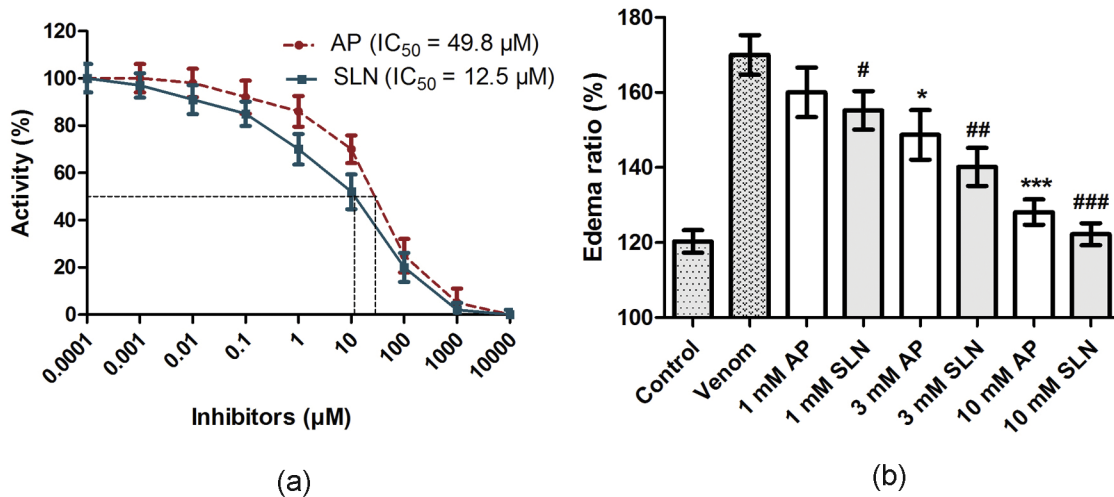 AP (IC50 = 49.8 µM)
SLN (IC50 = 12.5 µM)
Activity (%)
120
100
80
60
40
20
0
0.0001
0.001
0.01
0.1
1
10
100
1000
10000
Inhibitors (µM)
(a)
Edema ratio (%)
180
160
140
120
100
#
*
##
***
###
Control
Venom
1 mM AP
1 mM SLN
3 mM AP
3 mM SLN
10 mM AP
10 mM SLN
(b)